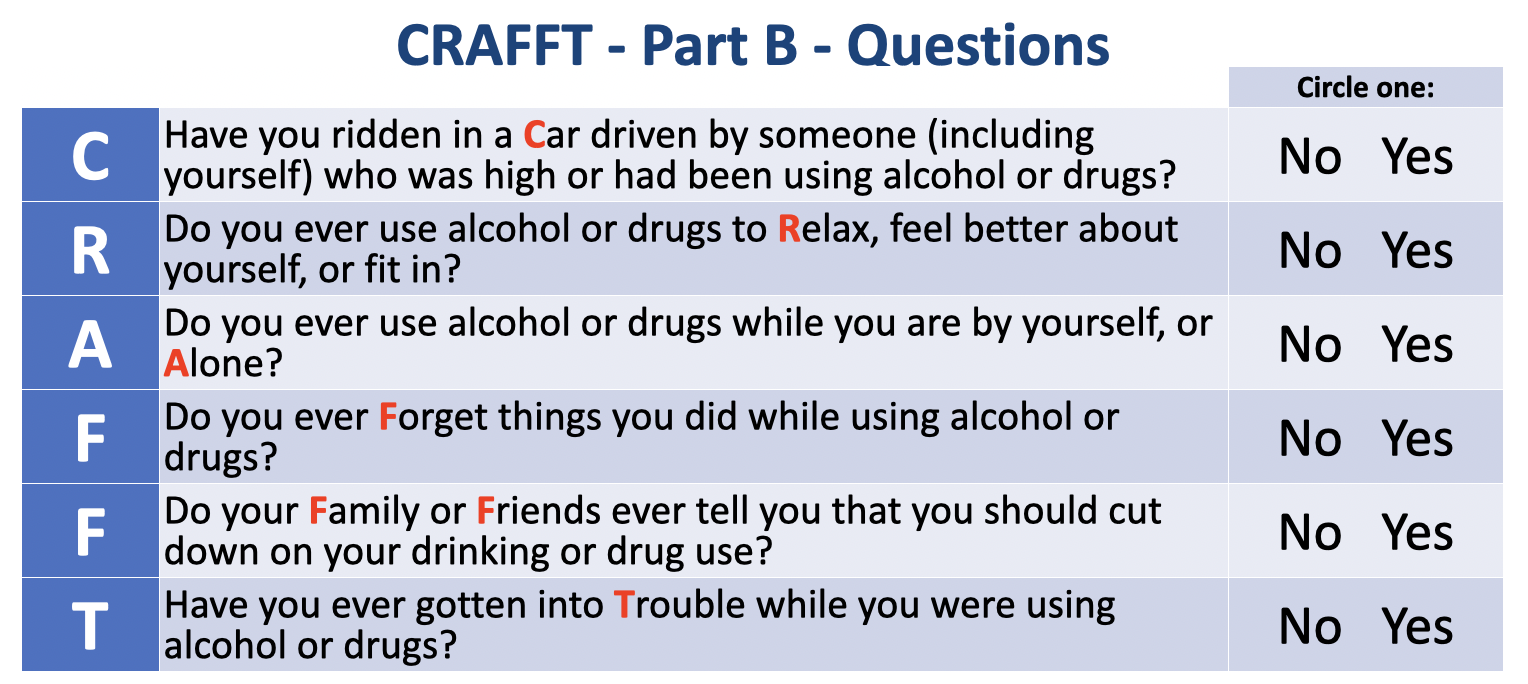 CRAFFT - Part B - Questions
Circle one:
C
Have you ridden in a Car driven by someone (including
yourself) who was high or had been using alcohol or drugs?
No Yes
R
Do you ever use alcohol or drugs to Relax, feel better about
yourself, or fit in?
No Yes
A
Do you ever use alcohol or drugs while you are by yourself, or
Alone?
No Yes
F
Do you ever Forget things you did while using alcohol or
drugs?
No Yes
F
Do your Family or Friends ever tell you that you should cut
down on your drinking or drug use?
No Yes
T
Have you ever gotten into Trouble while you were using
alcohol or drugs?
No Yes